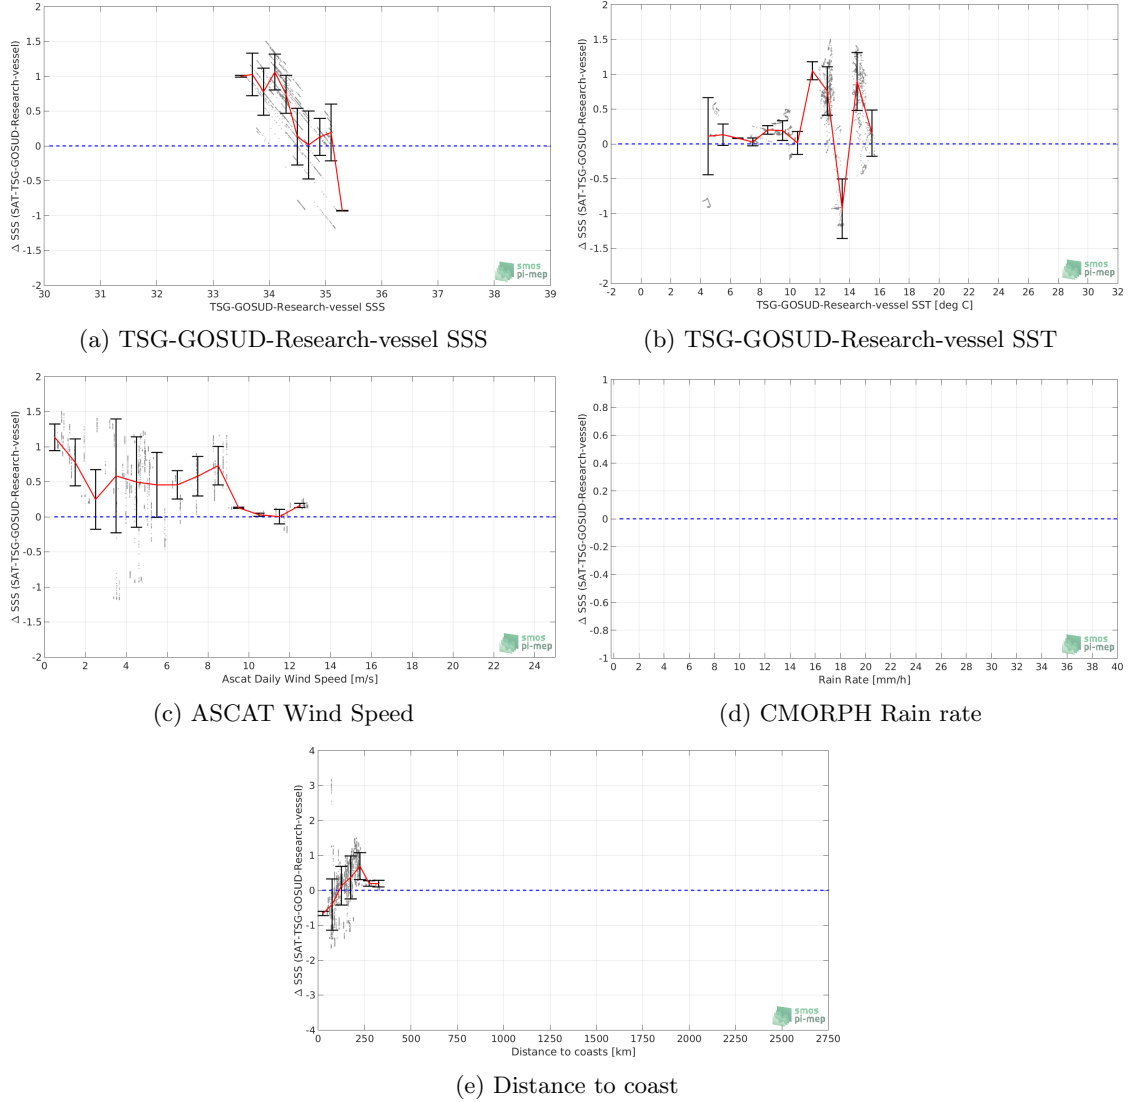 2
1.5
1
0.5
0
-0.5
-1
-1.5
-2
Δ SSS (SAT-TSG-GOSUD-Research-vessel)
30 31 32 33 34 35 36 37 38 39
TSG-GOSUD-Research-vessel SSS
smos
pi-mep
(a) TSG-GOSUD-Research-vessel SSS
2
1.5
1
0.5
0
-0.5
-1
-1.5
-2
Δ SSS (SAT-TSG-GOSUD-Research-vessel)
-2 0 2 4 6 8 10 12 14 16 18 20 22 24 26 28 30 32
TSG-GOSUD-Research-vessel SST [deg C]
smos
pi-mep
(b) TSG-GOSUD-Research-vessel SST
2
1.5
1
0.5
0
-0.5
-1
-1.5
-2
Δ SSS (SAT-TSG-GOSUD-Research-vessel)
0 2 4 6 8 10 12 14 16 18 20 22 24
Ascat Daily Wind Speed [m/s]
smos
pi-mep
(c) ASCAT Wind Speed
1
0.8
0.6
0.4
0.2
0
-0.2
-0.4
-0.6
-0.8
-1
Δ SSS (SAT-TSG-GOSUD-Research-vessel)
0 2 4 6 8 10 12 14 16 18 20 22 24 26 28 30 32 34 36 38 40
Rain Rate [mm/h]
smos
pi-mep
(d) CMORPH Rain rate
4
3
2
1
0
-1
-2
-3
-4
Δ SSS (SAT-TSG-GOSUD-Research-vessel)
0 250 500 750 1000 1250 1500 1750 2000 2250 2500 2750
Distance to coasts [km]
smos
pi-mep
(e) Distance to coast